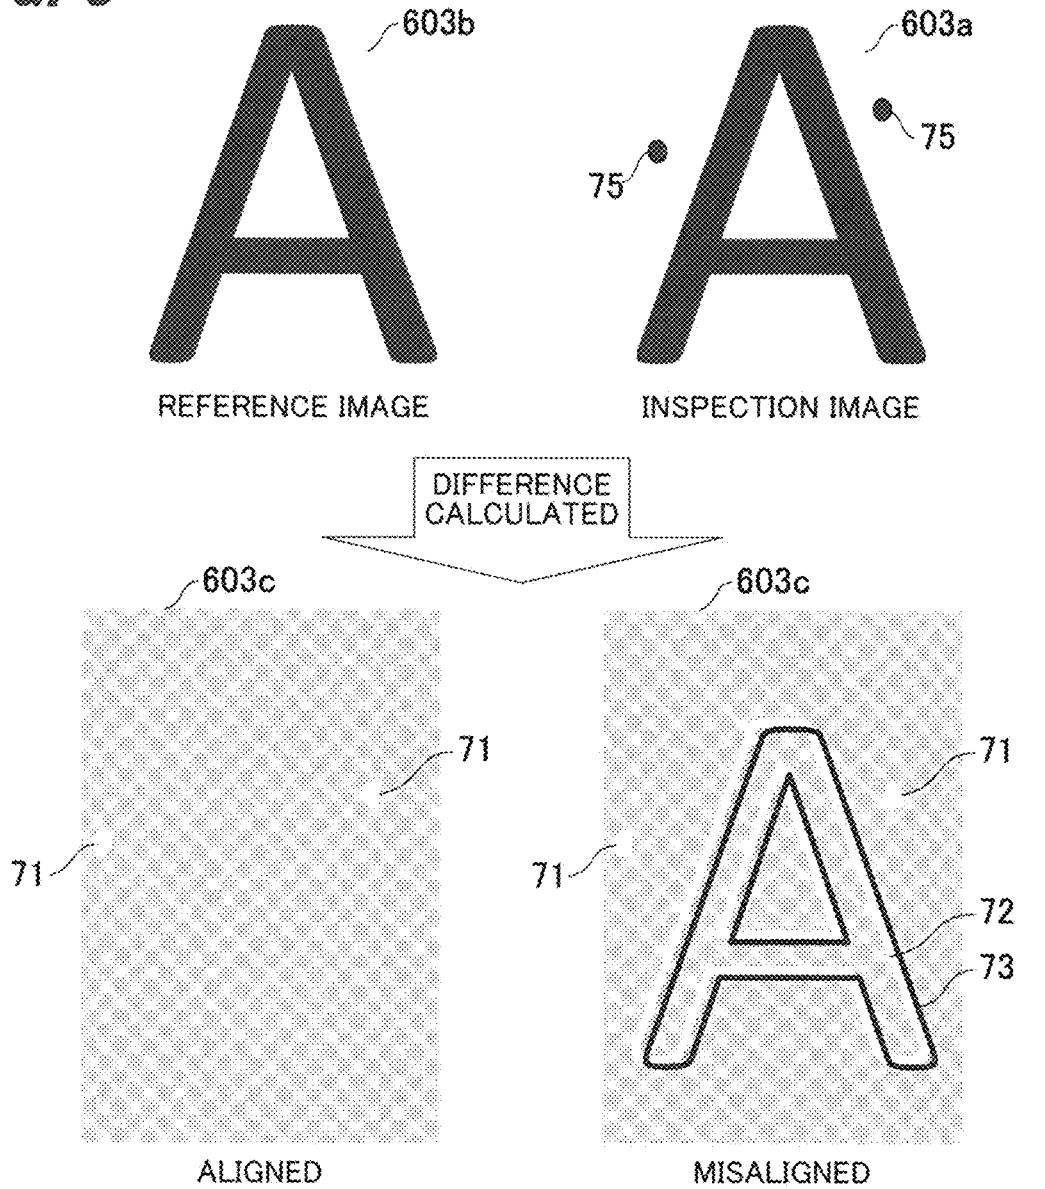 603b
603a
A
A
75
75
REFERENCE IMAGE
INSPECTION IMAGE
DIFFERENCE
CALCULATED
603c
603c
71
71
71
71
A
72
73
ALIGNED
MISALIGNED